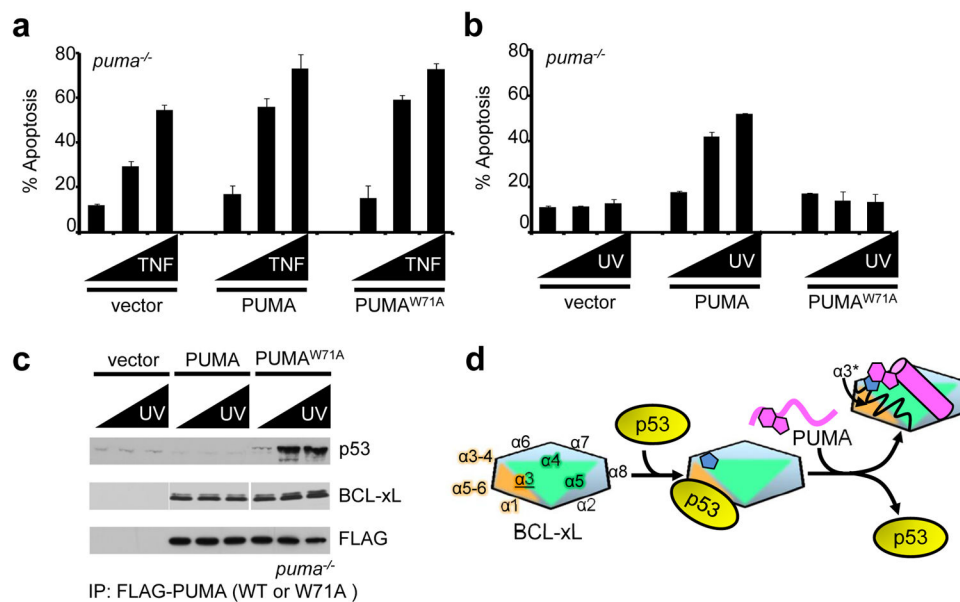 a
puma-/-
% Apoptosis
80
60
40
20
0
TNF TNF TNF
vector PUMA PUMAW71A
b
puma-/-
% Apoptosis
80
60
40
20
0
UV UV UV
vector PUMA PUMAW71A
c
vector PUMA PUMAW71A
UV UV UV
p53
BCL-xL
FLAG
puma-/-
IP: FLAG-PUMA (WT or W71A )
d
α3-4
α5-6
α1
α6
α3
α4
α7
α5
α8
α2
BCL-xL
p53
p53
PUMA
α3*
p53